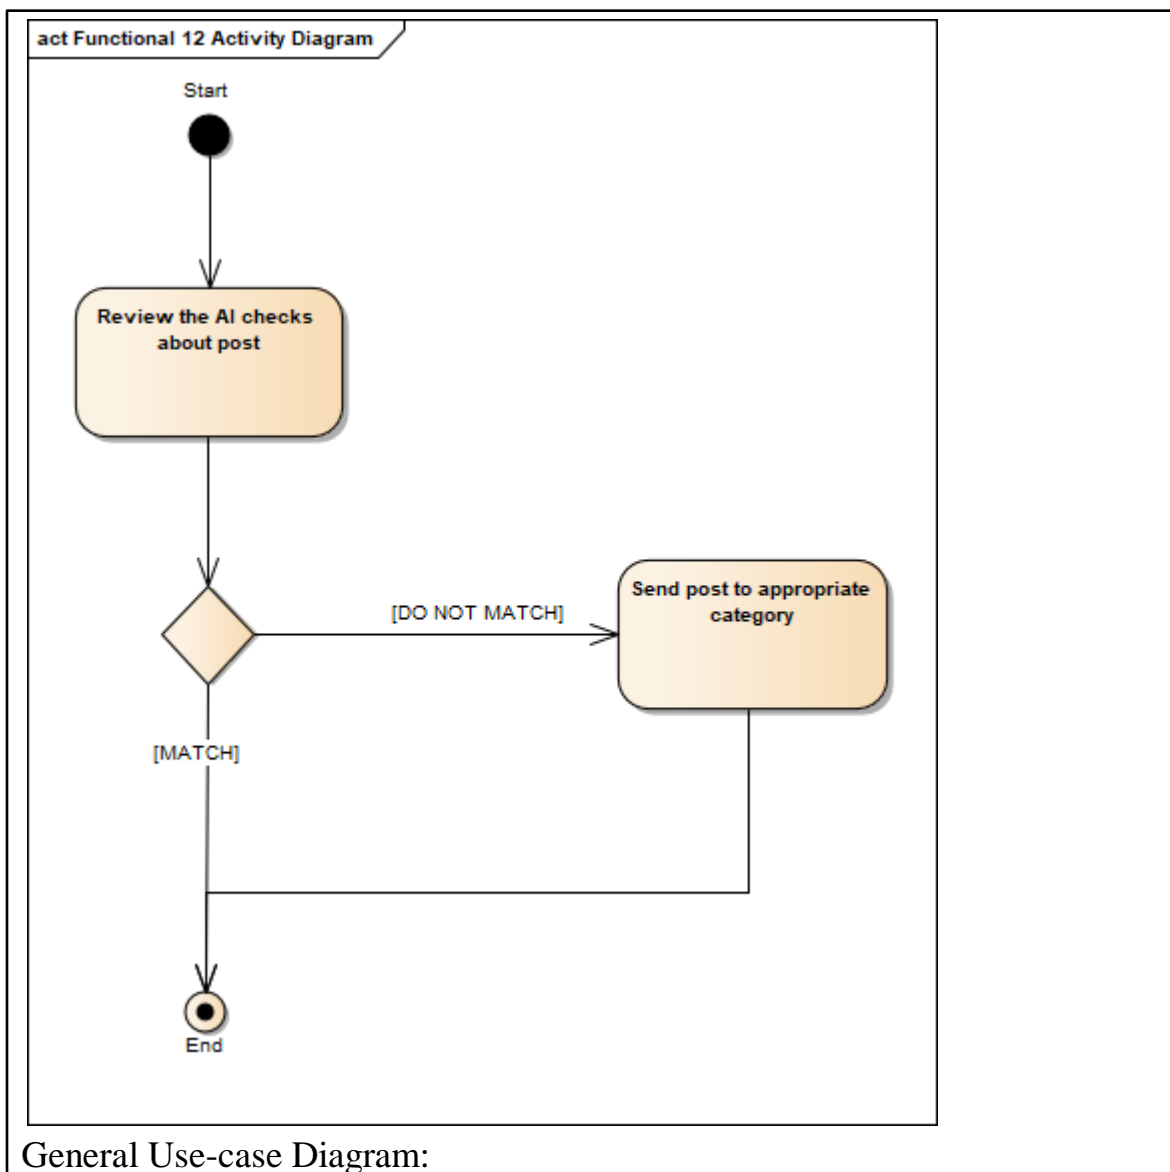 act Functional 12 Activity Diagram
Start
Review the AI checks
about post
[DO NOT MATCH]
Send post to appropriate
category
[MATCH]
End
General Use-case Diagram: